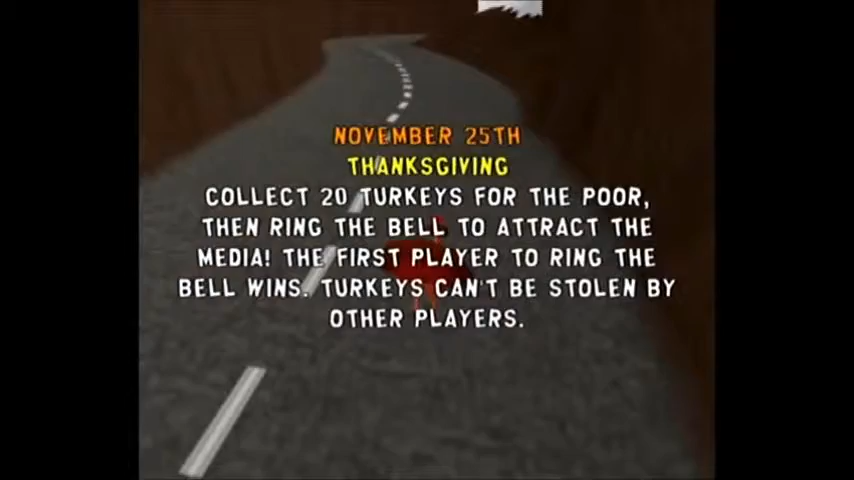 NOVEMBER 25TH
THANKSGIVING
COLLECT 20 TURKEYS FOR THE POOR,
THEN RING THE BELL TO ATTRACT THE
MEDIA! THE FIRST PLAYER TO RING THE
BELL WINS. TURKEYS CAN'T BE STOLEN BY
OTHER PLAYERS.